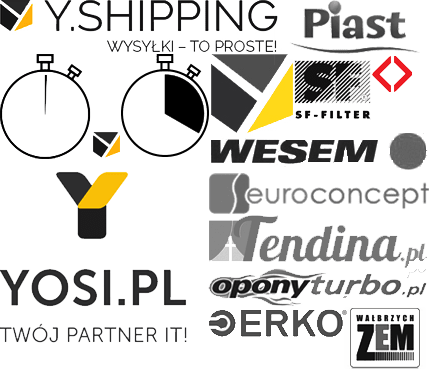 Y.SHIPPING
WYSYŁKI – TO PROSTE!
Piast
SF
SF-FILTER
WESEM
euroconcept
Tendina.pl
oponyturbo.pl
ERKO®
WAŁBRZYCH
ZEM
YOSI.PL
TWÓJ PARTNER IT!